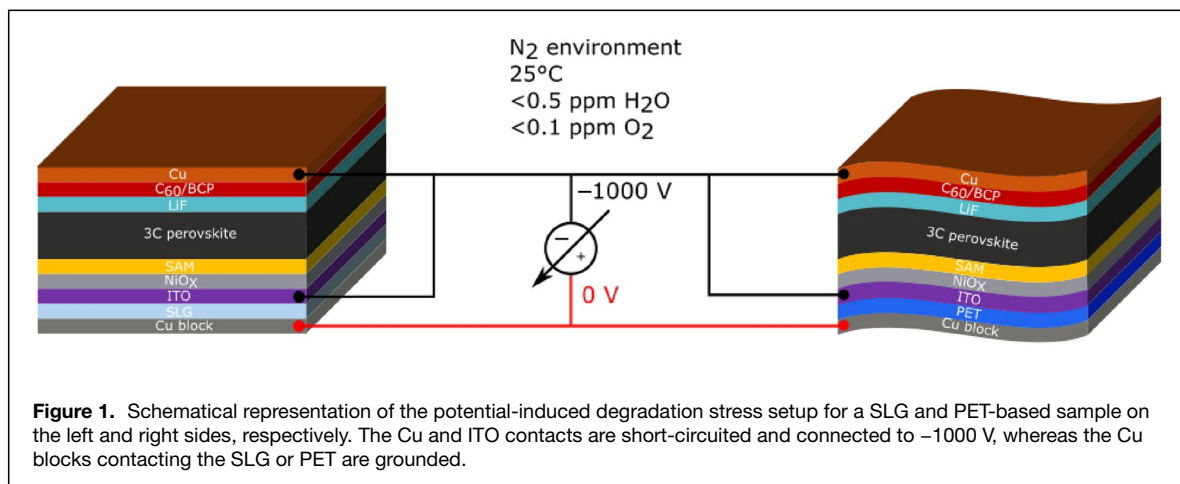 N2 environment
25°C
<0.5 ppm H2O
<0.1 ppm O2
−1000 V
−
+
0 V
Cu
C60/BCP
LiF
3C perovskite
SAM
NiOX
ITO
SLG
Cu block
Cu
C60/BCP
LiF
3C perovskite
SAM
NiOX
ITO
PET
Cu block
Figure 1. Schematical representation of the potential-induced degradation stress setup for a SLG and PET-based sample on
the left and right sides, respectively. The Cu and ITO contacts are short-circuited and connected to −1000 V, whereas the Cu
blocks contacting the SLG or PET are grounded.